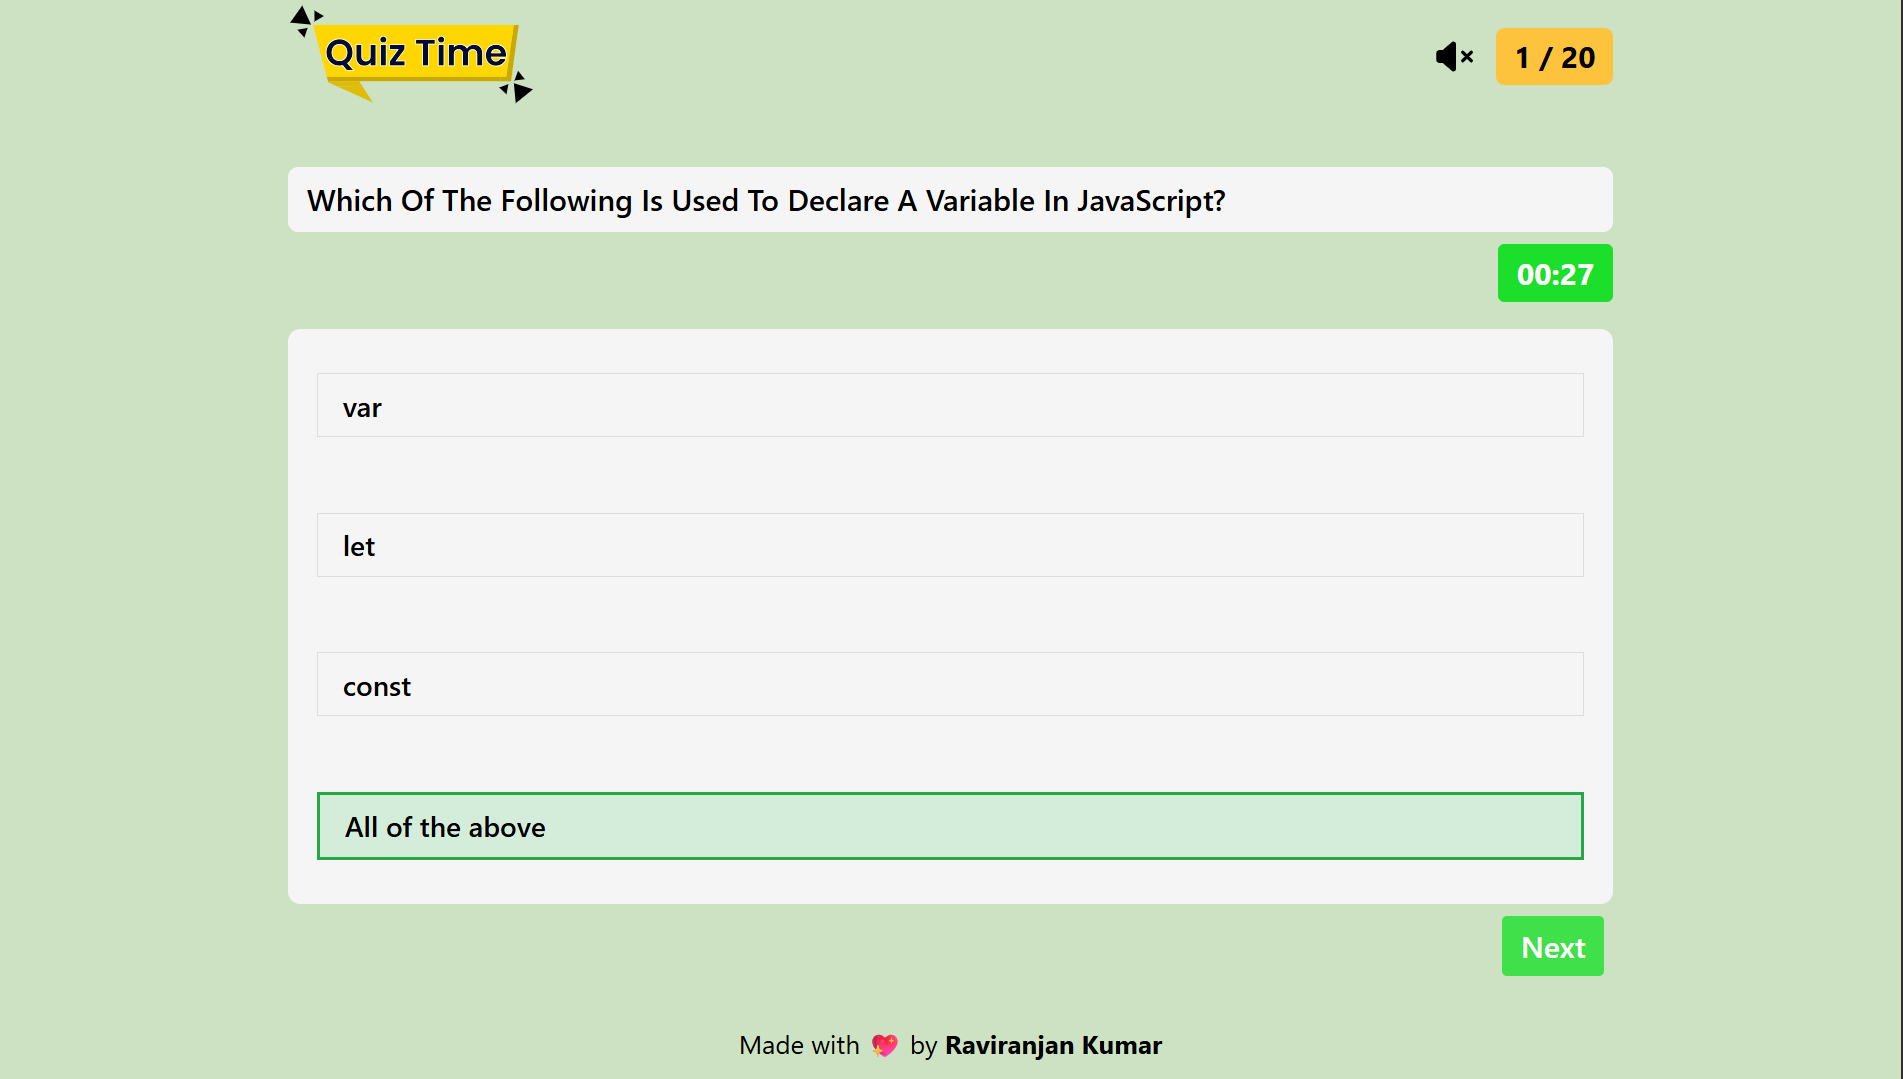 Quiz Time
1 / 20
Which Of The Following Is Used To Declare A Variable In JavaScript?
00:27
var
let
const
All of the above
Next
Made with 💖 by Raviranjan Kumar